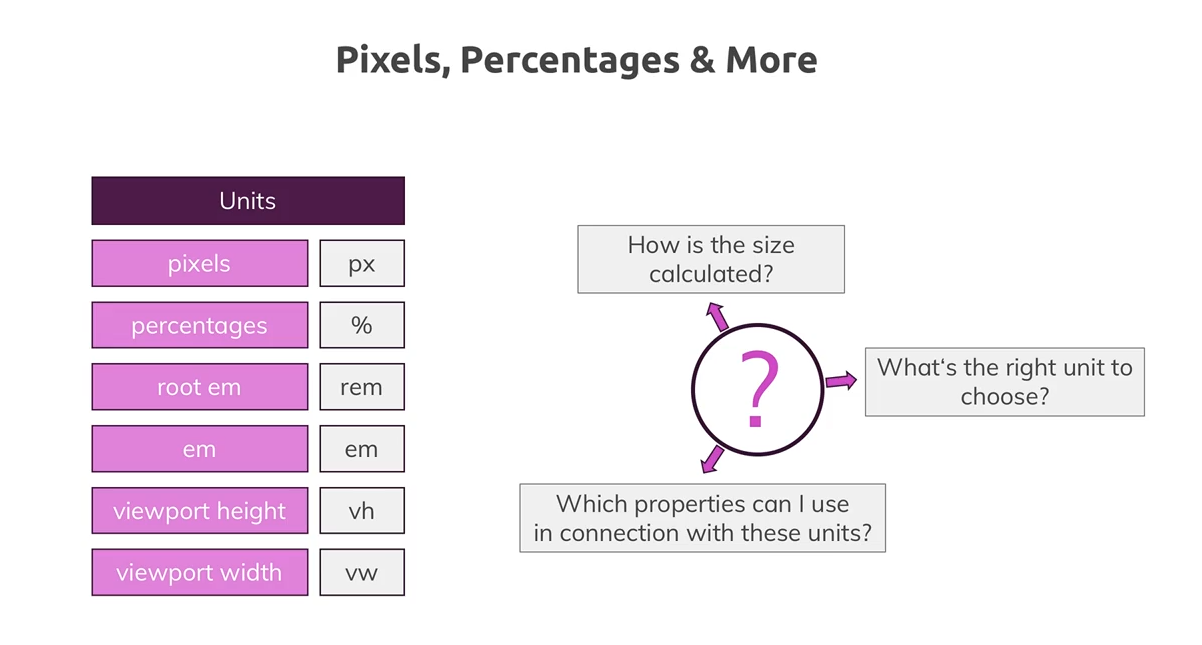 Pixels, Percentages & More
Units
pixels px
percentages %
root em rem
em em
viewport height vh
viewport width vw
How is the size
calculated?
?
What‘s the right unit to
choose?
Which properties can I use
in connection with these units?